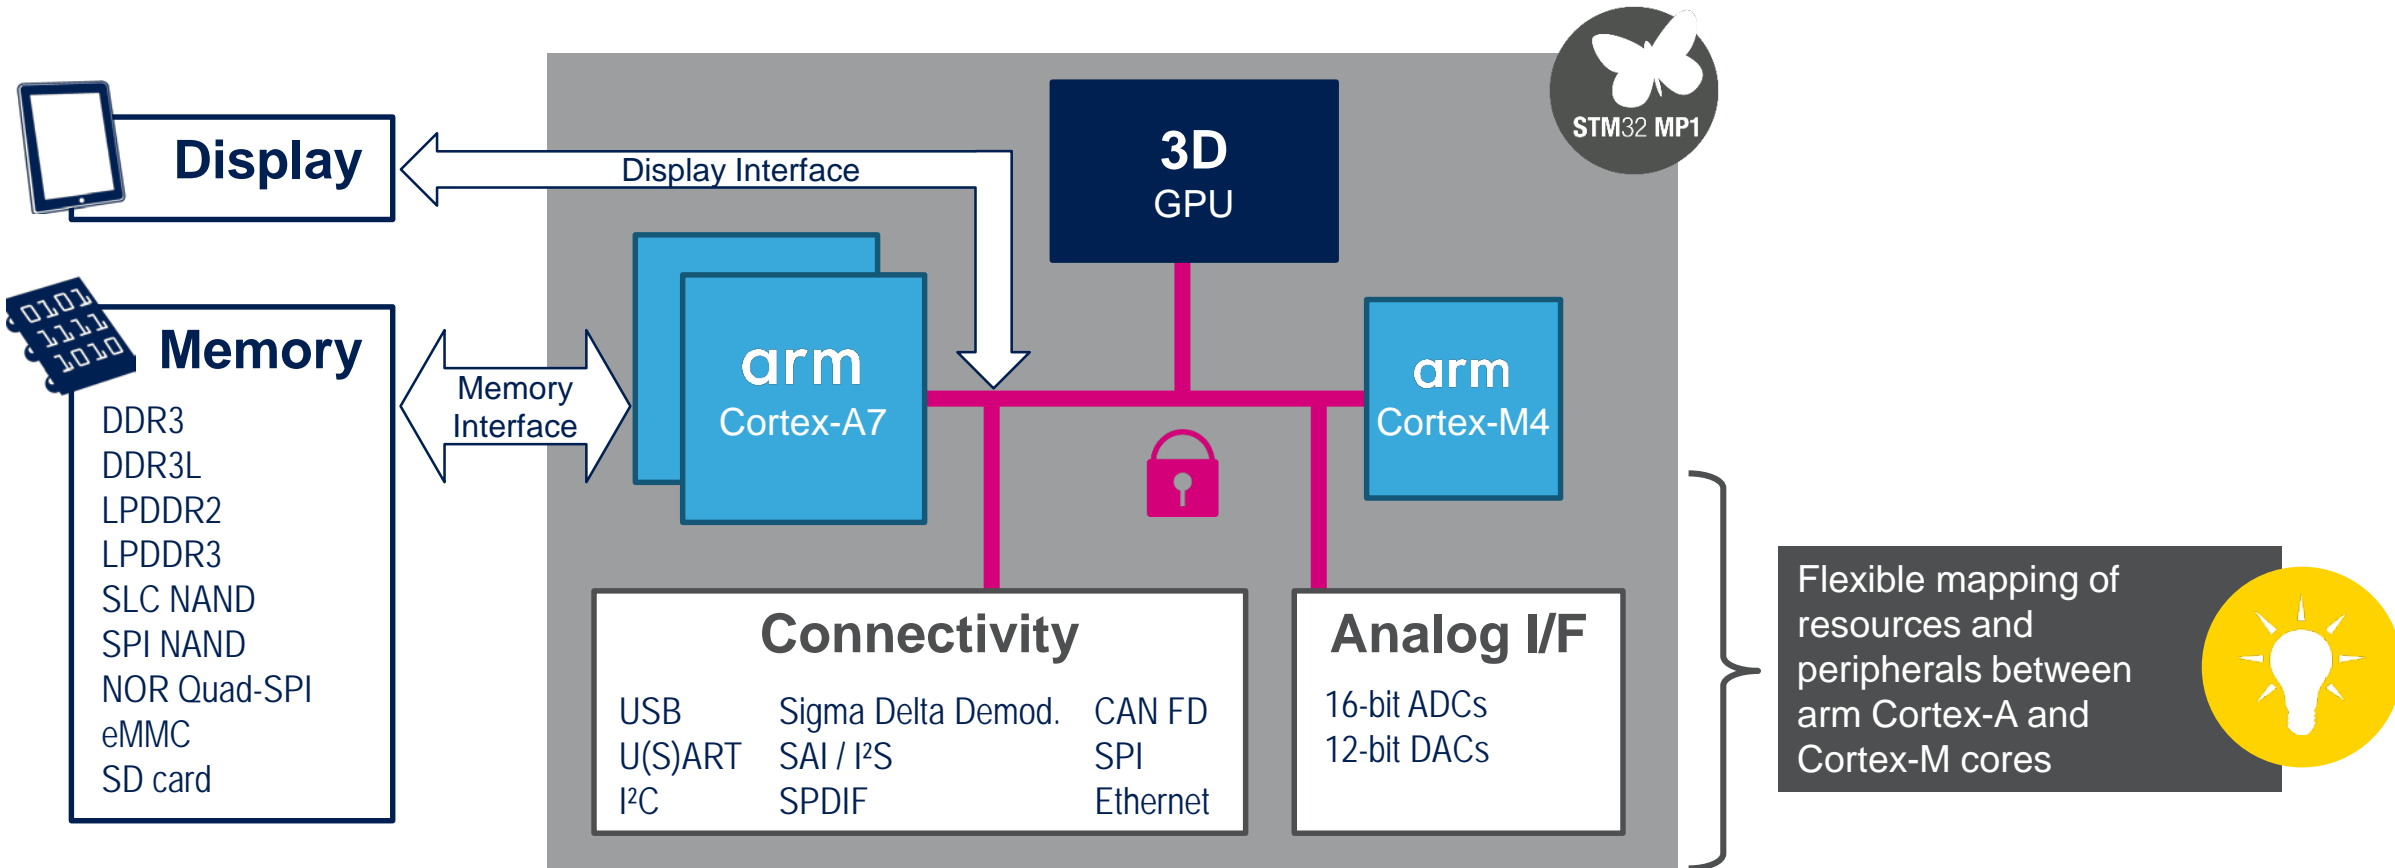 STM32 MP1
Display
Display Interface
3D
GPU
0101
1111
1010
Memory
DDR3
DDR3L
LPDDR2
LPDDR3
SLC NAND
SPI NAND
NOR Quad-SPI
eMMC
SD card
Memory
Interface
arm
Cortex-A7
arm
Cortex-M4
Connectivity
USB Sigma Delta Demod. CAN FD
U(S)ART SAI / I²S SPI
I²C SPDIF Ethernet
Analog I/F
16-bit ADCs
12-bit DACs
Flexible mapping of
resources and
peripherals between
arm Cortex-A and
Cortex-M cores